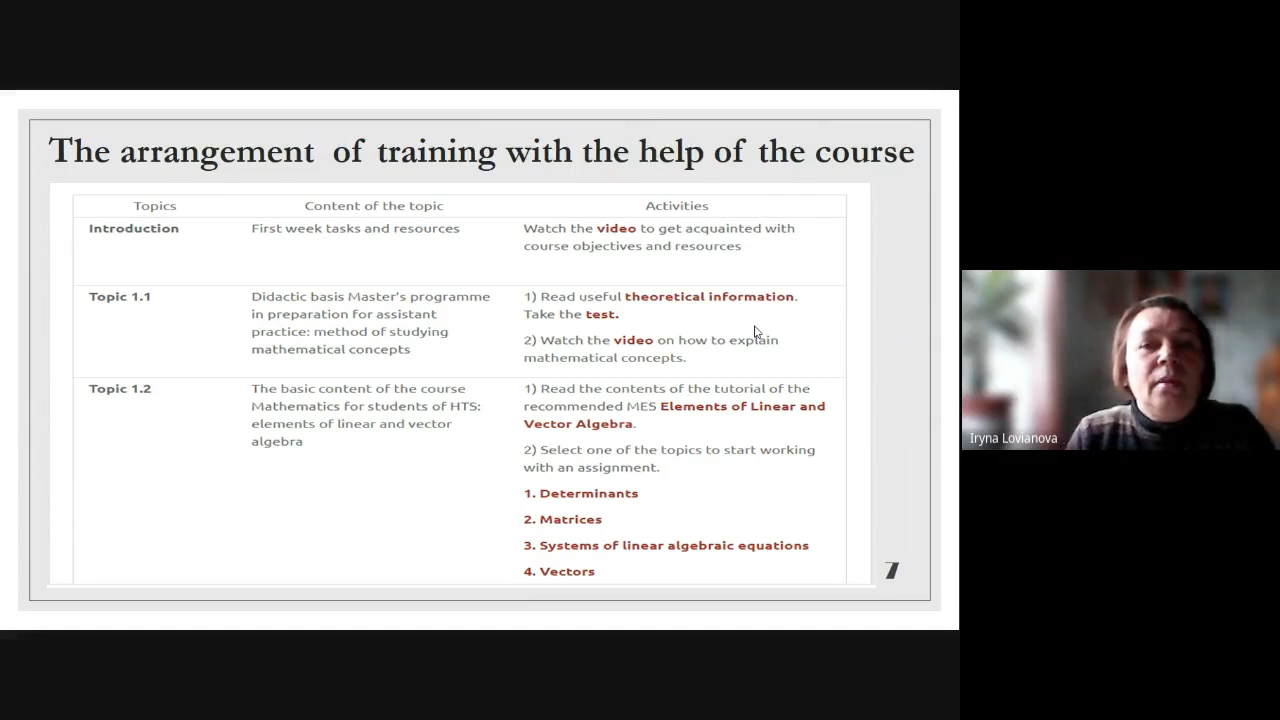 The arrangement of training with the help of the course
Topics Content of the topic Activities
Introduction First week tasks and resources Watch the video to get acquainted with
course objectives and resources
Topic 1.1 Didactic basis Master's programme 1) Read useful theoretical information.
in preparation for assistant Take the test.
practice: method of studying 2) Watch the video on how to explain
mathematical concepts mathematical concepts.
Topic 1.2 The basic content of the course 1) Read the contents of the tutorial of the
Mathematics for students of HTS: recommended MES Elements of Linear and
elements of linear and vector Vector Algebra.
algebra 2) Select one of the topics to start working
with an assignment.
1. Determinants
2. Matrices
3. Systems of linear algebraic equations
4. Vectors
7
Iryna Lovianova